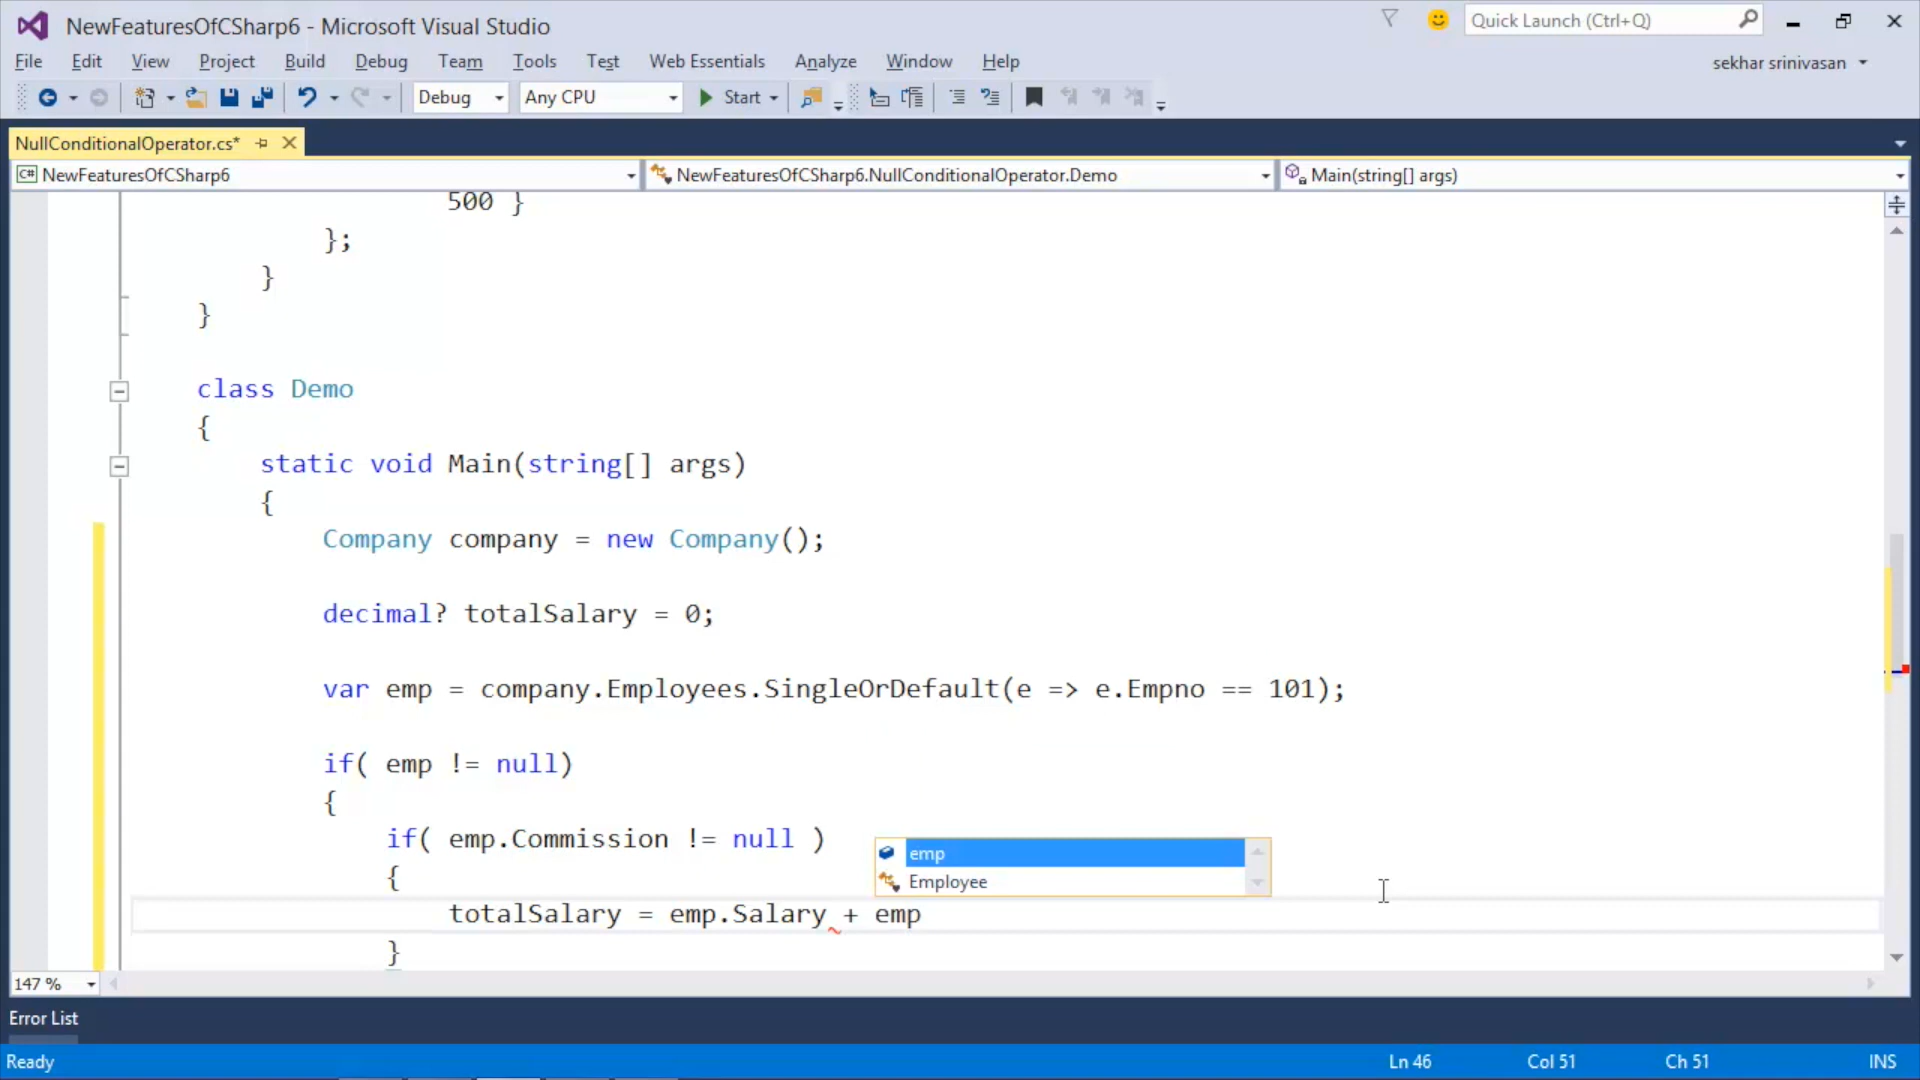 NewFeaturesOfCSharp6 - Microsoft Visual Studio
Quick Launch (Ctrl+Q)
File Edit View Project Build Debug Team Tools Test Web Essentials Analyze Window Help
sekhar srinivasan
Debug Any CPU Start
NullConditionalOperator.cs*
C# NewFeaturesOfCSharp6
NewFeaturesOfCSharp6.NullConditionalOperator.Demo
Main(string[] args)
500 }
};
}
}
class Demo
{
static void Main(string[] args)
{
Company company = new Company();
decimal? totalSalary = 0;
var emp = company.Employees.SingleOrDefault(e => e.Empno == 101);
if( emp != null)
{
if( emp.Commission != null )
{
emp
Employee
totalSalary = emp.Salary + emp
}
147 %
Error List
Ready
Ln 46 Col 51 Ch 51 INS